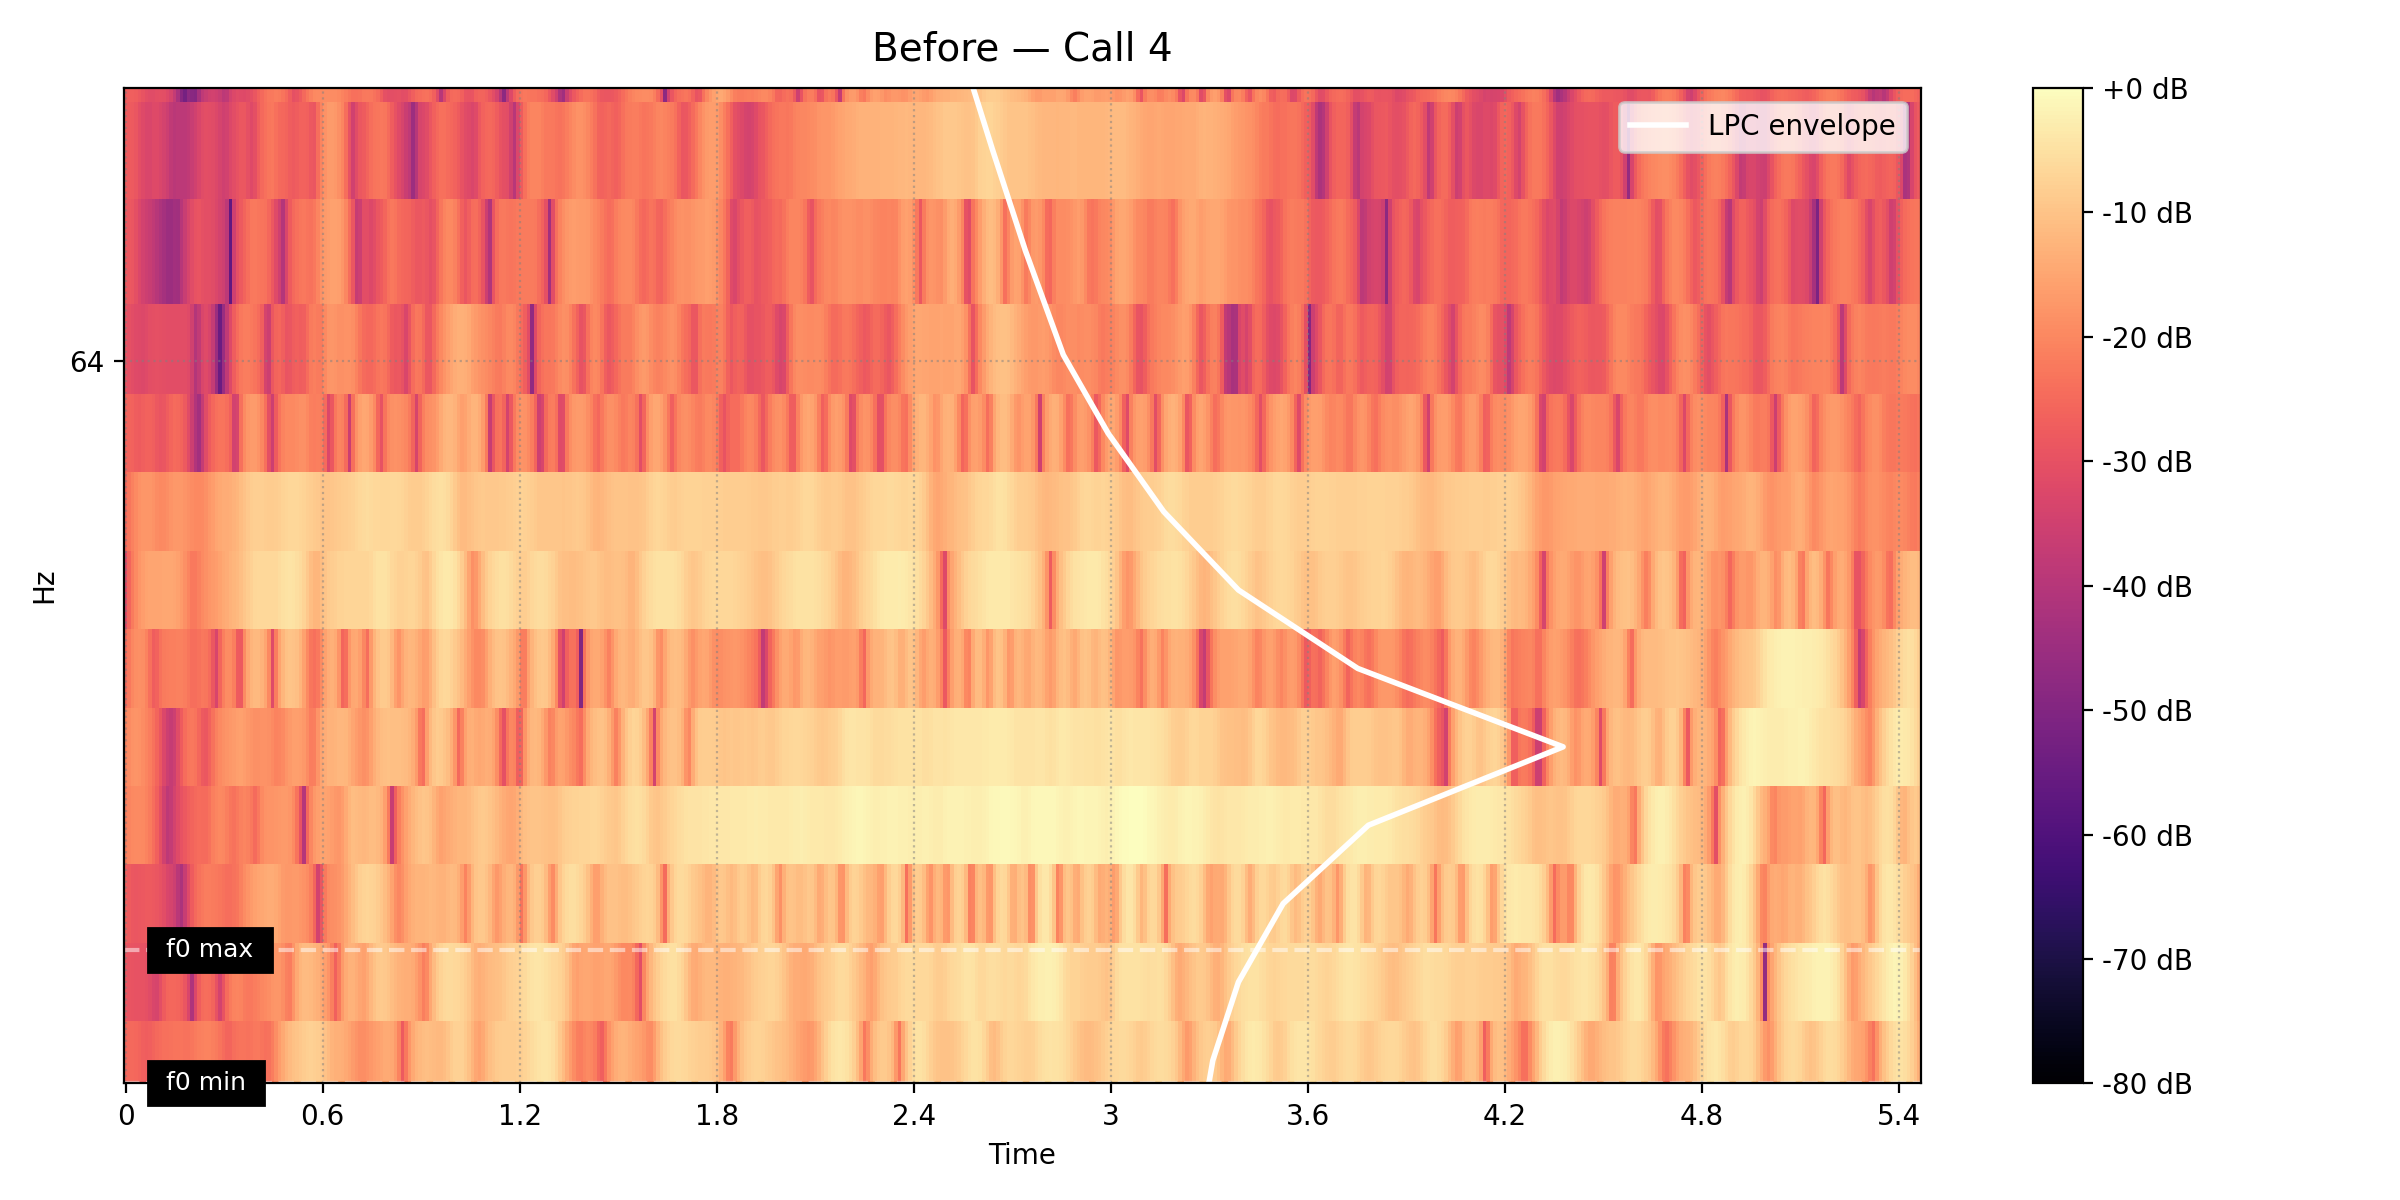 Before — Call 4
LPC envelope
+0 dB
-10 dB
-20 dB
-30 dB
-40 dB
-50 dB
-60 dB
-70 dB
-80 dB
64
Hz
f0 max
f0 min
0 0.6 1.2 1.8 2.4 3 3.6 4.2 4.8 5.4
Time